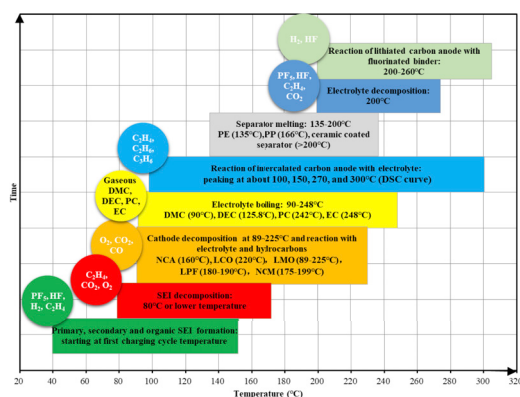 H₂, HF
Reaction of lithiated carbon anode with
fluorinated binder:
200-260°C
PF₅, HF,
C₂H₄,
CO₂
Electrolyte decomposition:
200°C
Separator melting: 135-200°C
PE (135°C),PP (166°C), ceramic coated
separator (>200°C)
C₂H₄,
C₂H₆,
C₃H₆
Reaction of intercalated carbon anode with electrolyte:
peaking at about 100, 150, 270, and 300°C (DSC curve)
Gaseous
DMC,
DEC, PC,
EC
Electrolyte boiling: 90-248°C
DMC (90°C), DEC (125.8°C), PC (242°C), EC (248°C)
O₂, CO₂,
CO
Cathode decomposition at 89-225°C and reaction with
electrolyte and hydrocarbons
NCA (160°C), LCO (220°C), LMO (89-225°C),
LPF (180-190°C), NCM (175-199°C)
C₂H₄,
CO₂, O₂
SEI decomposition:
80°C or lower temperature
PF₅, HF,
H₂, C₂H₄
Primary, secondary and organic SEI formation:
starting at first charging cycle temperature
Time
20 40 60 80 100 120 140 160 180 200 220 240 260 280 300 320
Temperature (°C)